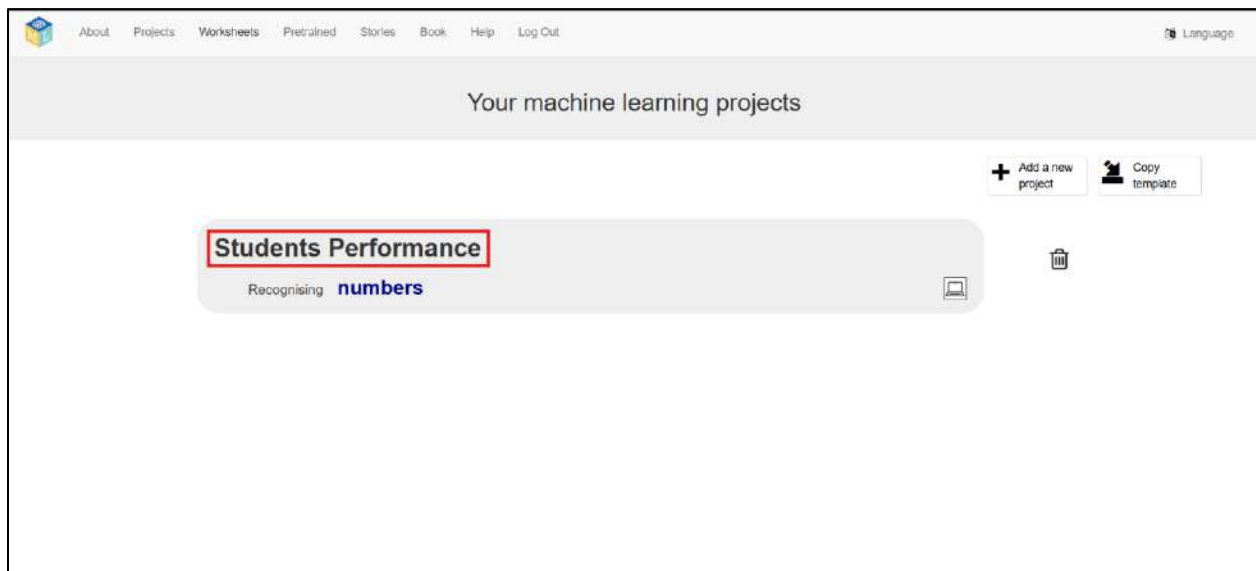 About Projects Worksheets Pretrained Stories Book Help Log Out Language
Your machine learning projects
Add a new project
Copy template
Students Performance
Recognising numbers